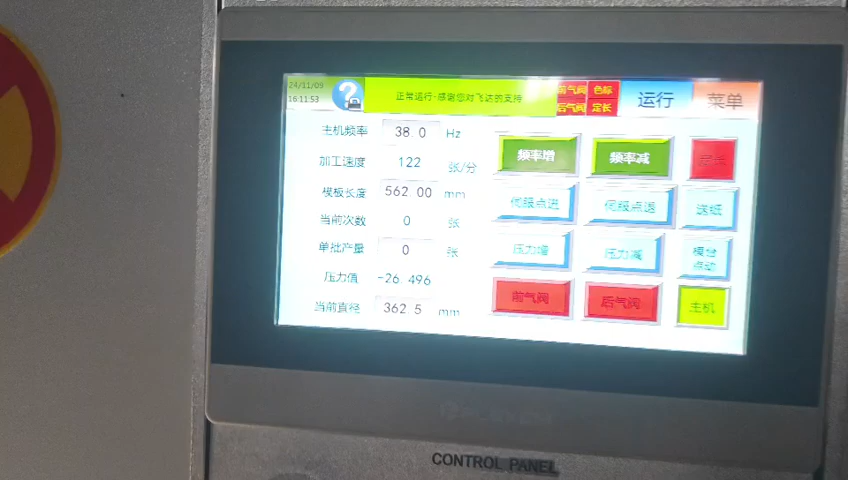 24/11/09
16:11:53
?
正常运行-感谢您对飞达的支持
前气阀 色标
后气阀 定长
运行
菜单
主机频率 38.0 Hz
频率增
频率减
加工速度 122 张/分
模板长度 562.00 mm
伺服点进
伺服点退
送纸
当前次数 0 张
单批产量 0 张
压力增
压力减
模台
点动
压力值 -26.496
当前直径 362.5 mm
前气阀
后气阀
主机
CONTROL PANEL